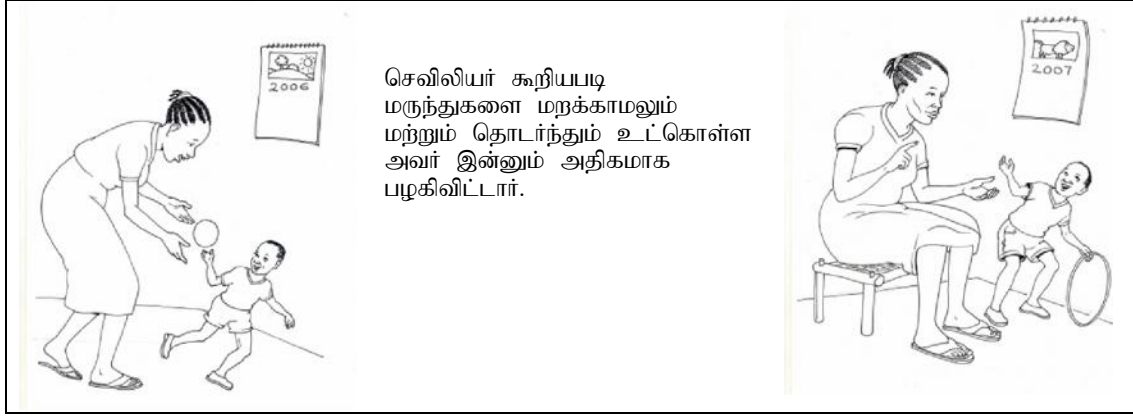 2006
செவிலியர் கூறியபடி
மருந்துகளை மறக்காமலும்
மற்றும் தொடர்ந்தும் உட்கொள்ள
அவர் இன்னும் அதிகமாக
பழகிவிட்டார்.
2007